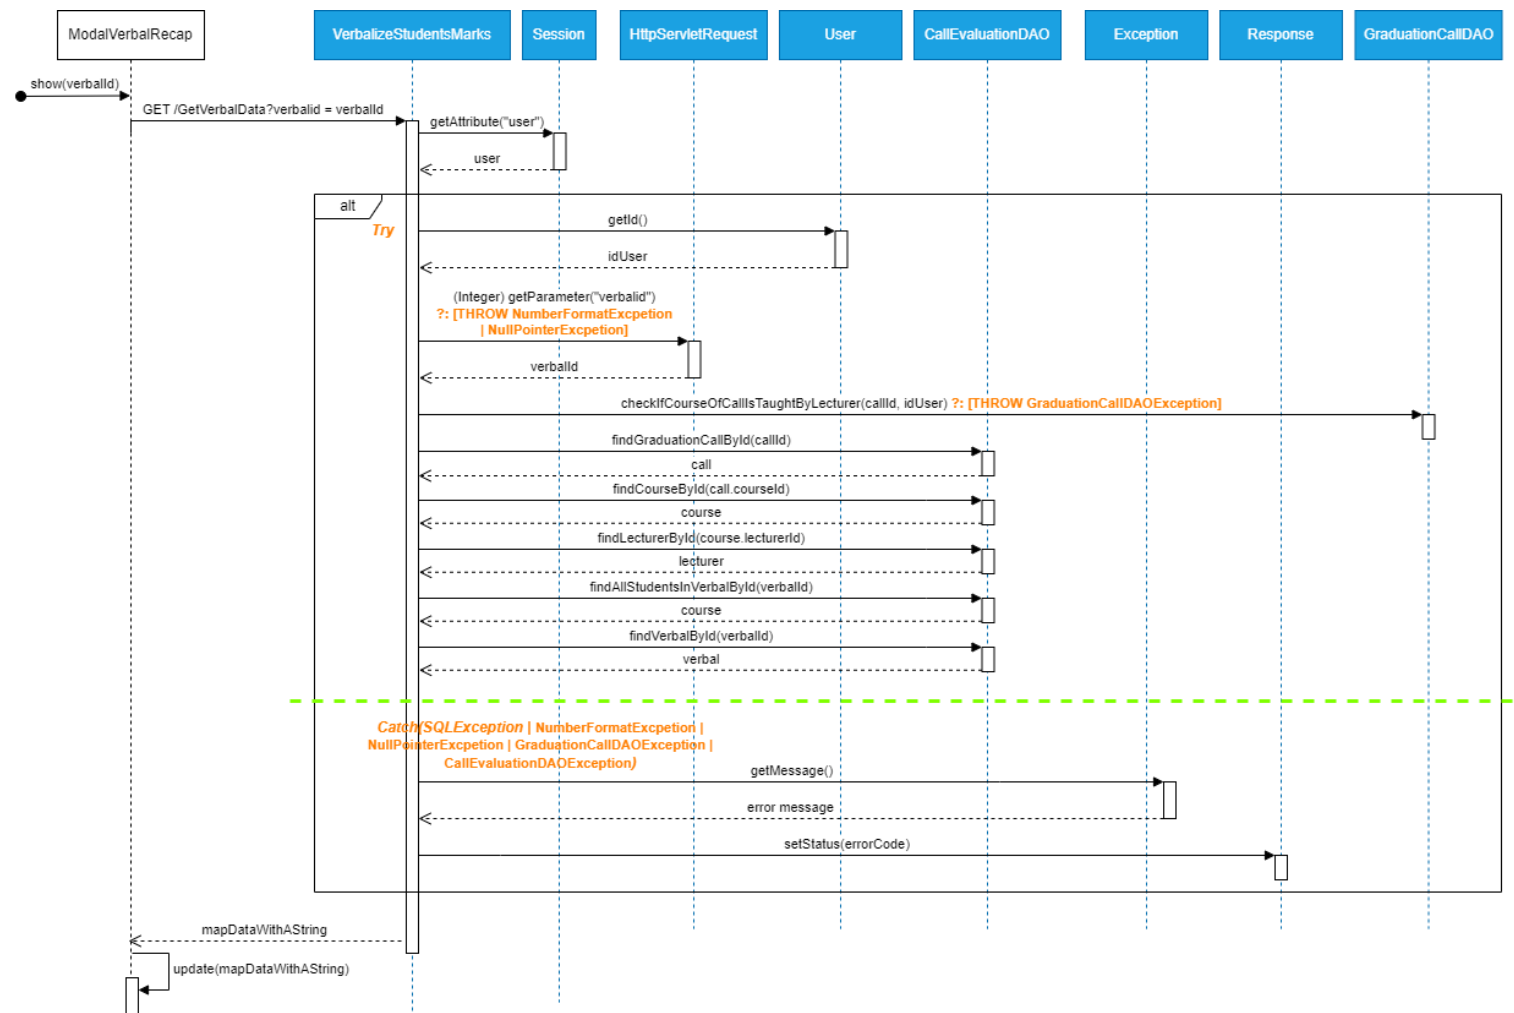 ModalVerbalRecap
VerbalizeStudentsMarks
Session
HttpServletRequest
User
CallEvaluationDAO
Exception
Response
GraduationCallDAO
show(verbalId)
GET /GetVerbalData?verbalid = verbalId
getAttribute("user")
user
alt
Try
getId()
idUser
(Integer) getParameter("verbalid")
?: [THROW NumberFormatExcpetion
| NullPointerExcpetion]
verbalId
checkIfCourseOfCallIsTaughtByLecturer(callId, idUser) ?: [THROW GraduationCallDAOException]
findGraduationCallById(callId)
call
findCourseById(call.courseId)
course
findLecturerById(course.lecturerId)
lecturer
findAllStudentsInVerbalById(verbalId)
course
findVerbalById(verbalId)
verbal
Catch(SQLException | NumberFormatExcpetion |
NullPointerExcpetion | GraduationCallDAOException |
CallEvaluationDAOException)
getMessage()
error message
setStatus(errorCode)
mapDataWithAString
update(mapDataWithAString)